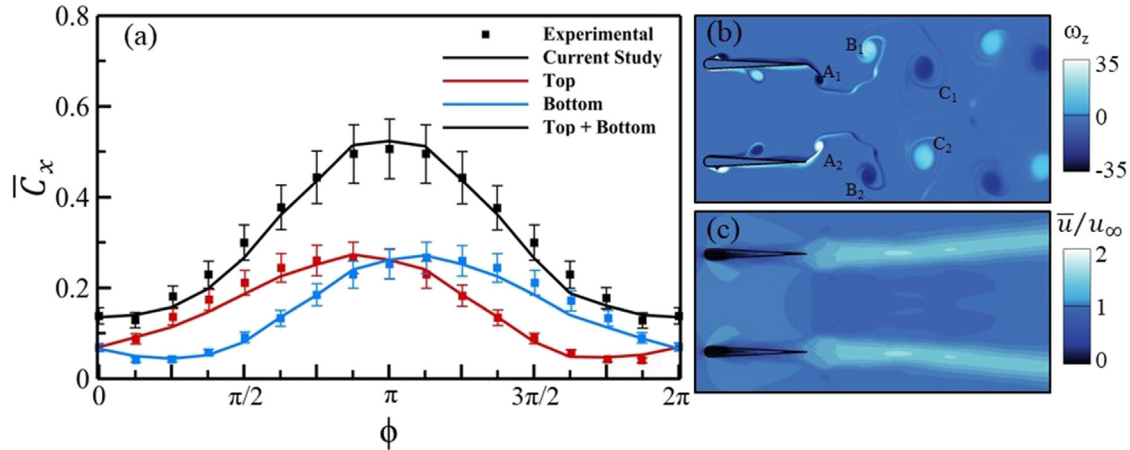 0.8
(a)
Experimental
Current Study
Top
Bottom
Top + Bottom
0.6
0.4
0.2
0
C̄x
0 π/2 π 3π/2 2π
ϕ
(b)
A1
B1
C1
A2
B2
C2
ωz
35
0
-35
(c)
u̅/u∞
2
1
0